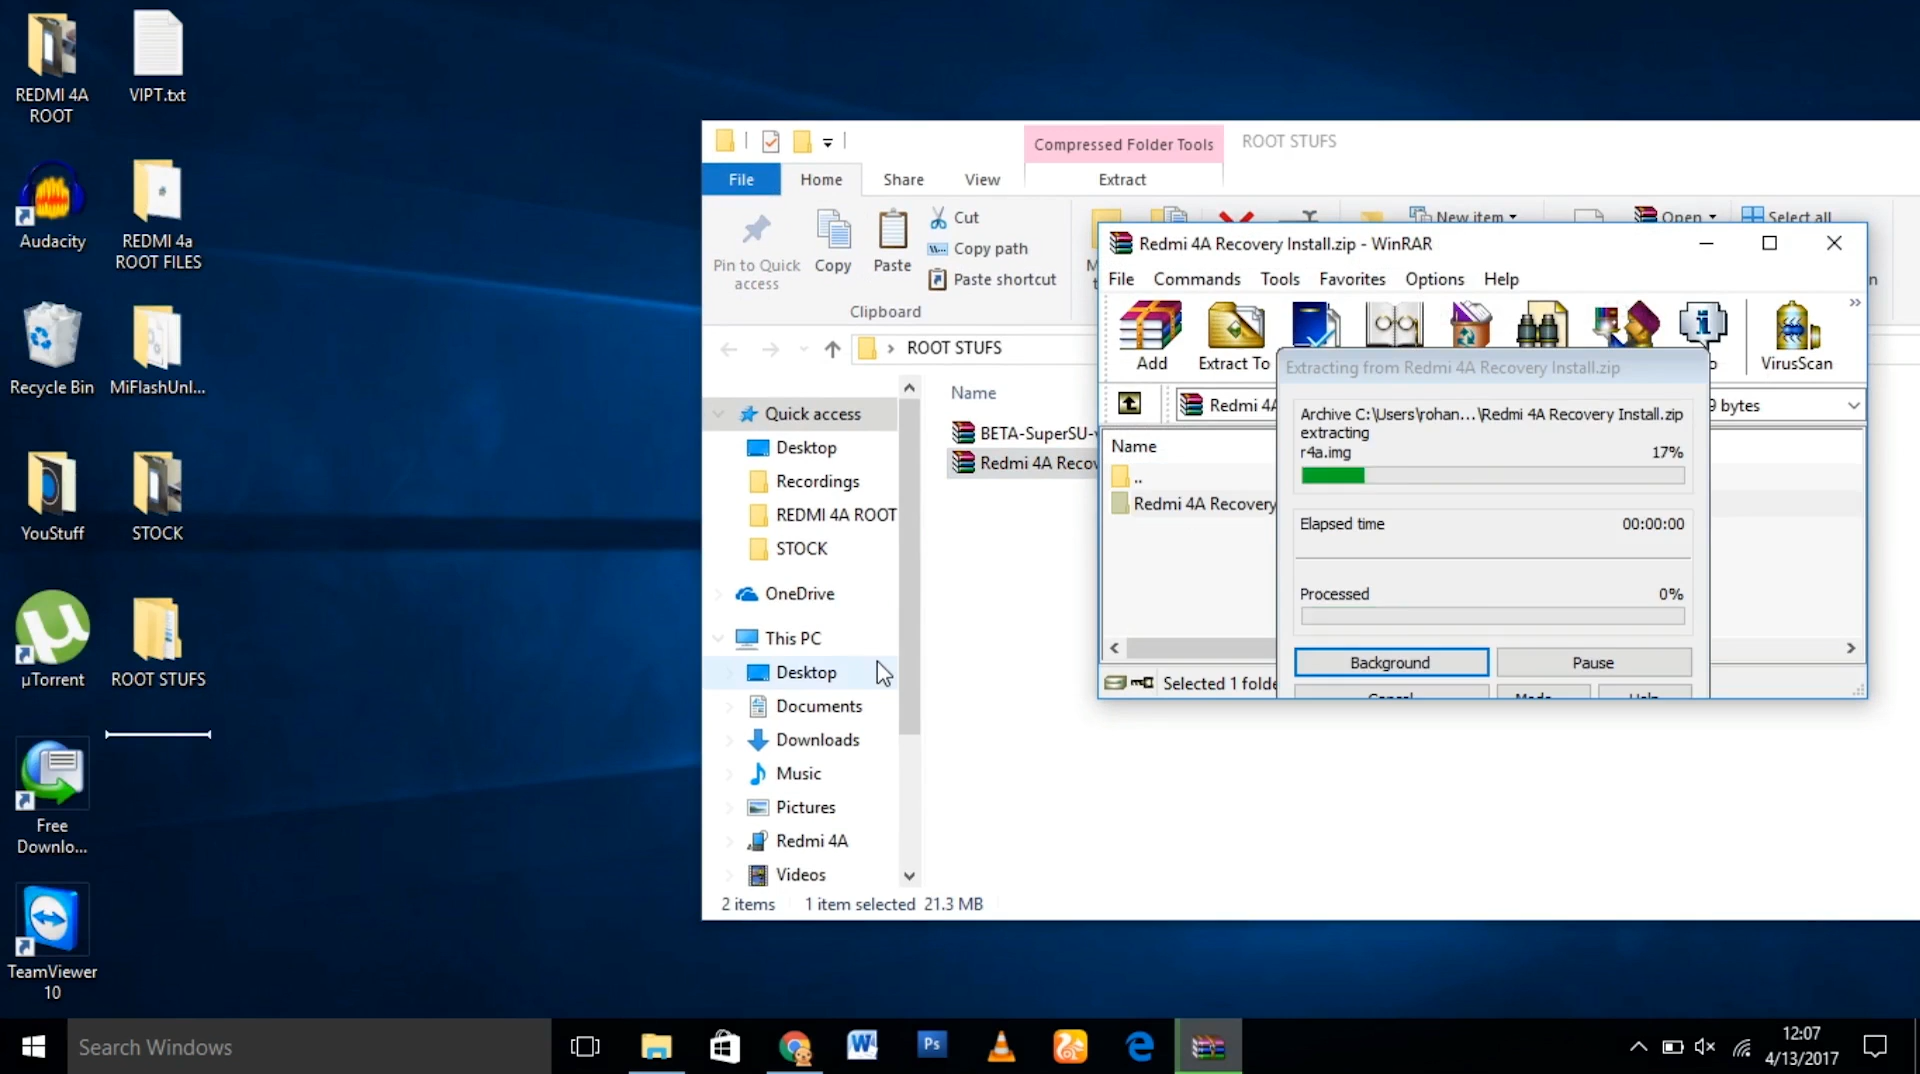 REDMI 4A
ROOT
VIPT.txt
Audacity
REDMI 4a
ROOT FILES
Recycle Bin
MiFlashUnl...
YouStuff
STOCK
µTorrent
ROOT STUFS
Free
Downlo...
TeamViewer
10
Compressed Folder Tools
ROOT STUFS
File
Home
Share
View
Extract
Pin to Quick
access
Copy
Paste
Cut
Copy path
Paste shortcut
Clipboard
New item
Open
Select all
ROOT STUFS
Quick access
Desktop
Recordings
REDMI 4A ROOT
STOCK
OneDrive
This PC
Desktop
Documents
Downloads
Music
Pictures
Redmi 4A
Videos
Name
BETA-SuperSU-v
Redmi 4A Recov
2 items 1 item selected 21.3 MB
Redmi 4A Recovery Install.zip - WinRAR
File Commands Tools Favorites Options Help
Add
Extract To
VirusScan
Redmi 4A
9 bytes
Name
..
Redmi 4A Recovery
Selected 1 folde
Extracting from Redmi 4A Recovery Install.zip
Archive C:\Users\rohan...\Redmi 4A Recovery Install.zip
extracting
r4a.img 17%
Elapsed time 00:00:00
Processed 0%
Background
Pause
Cancel
Mode...
Help
Search Windows
12:07
4/13/2017